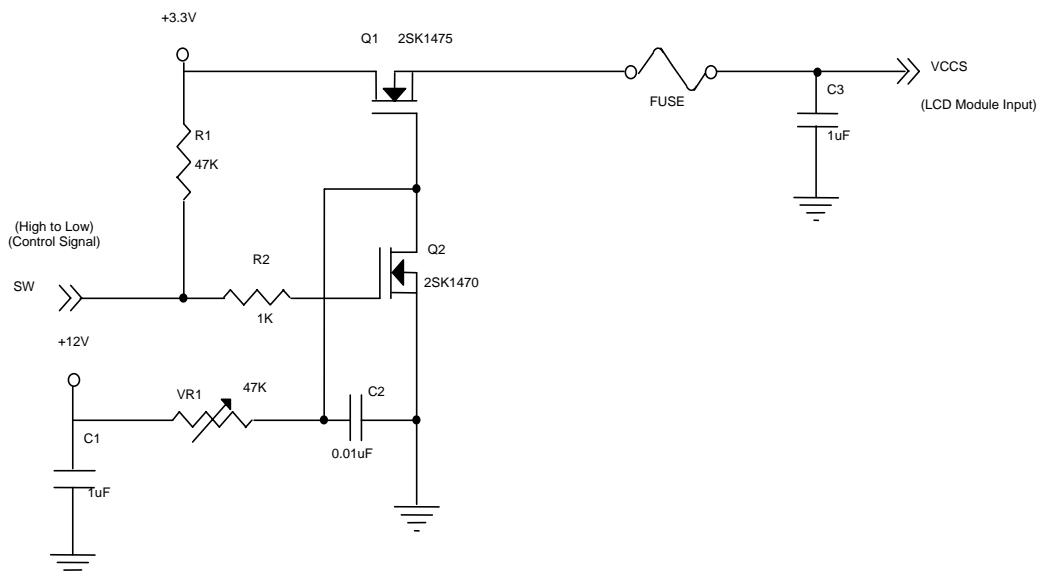 +3.3V
Q1 2SK1475
VCCS
FUSE
C3
(LCD Module Input)
1uF
R1
47K
(High to Low)
(Control Signal)
R2
Q2
2SK1470
SW
1K
+12V
VR1
47K
C2
C1
0.01uF
1uF